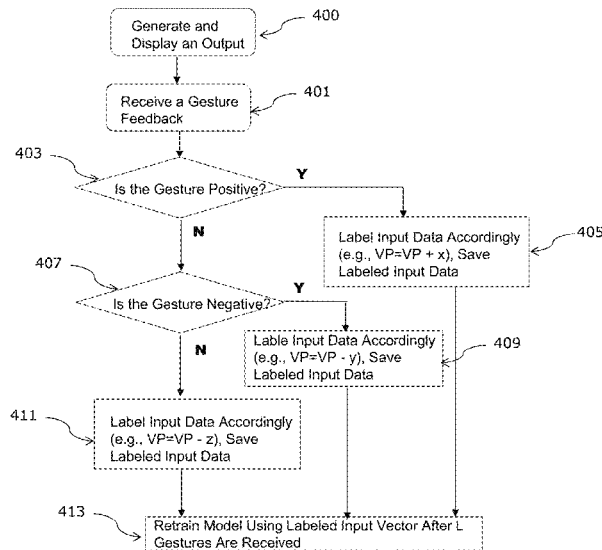 Generate and
Display an Output
400
Receive a Gesture
Feedback
401
403
Is the Gesture Positive?
Y
N
Label Input Data Accordingly
(e.g., VP=VP + x), Save
Labeled Input Data
405
407
Is the Gesture Negative?
Y
N
Lable Input Data Accordingly
(e.g., VP=VP - y), Save
Labeled Input Data
409
411
Label Input Data Accordingly
(e.g., VP=VP - z), Save
Labeled Input Data
413
Retrain Model Using Labeled Input Vector After L
Gestures Are Received